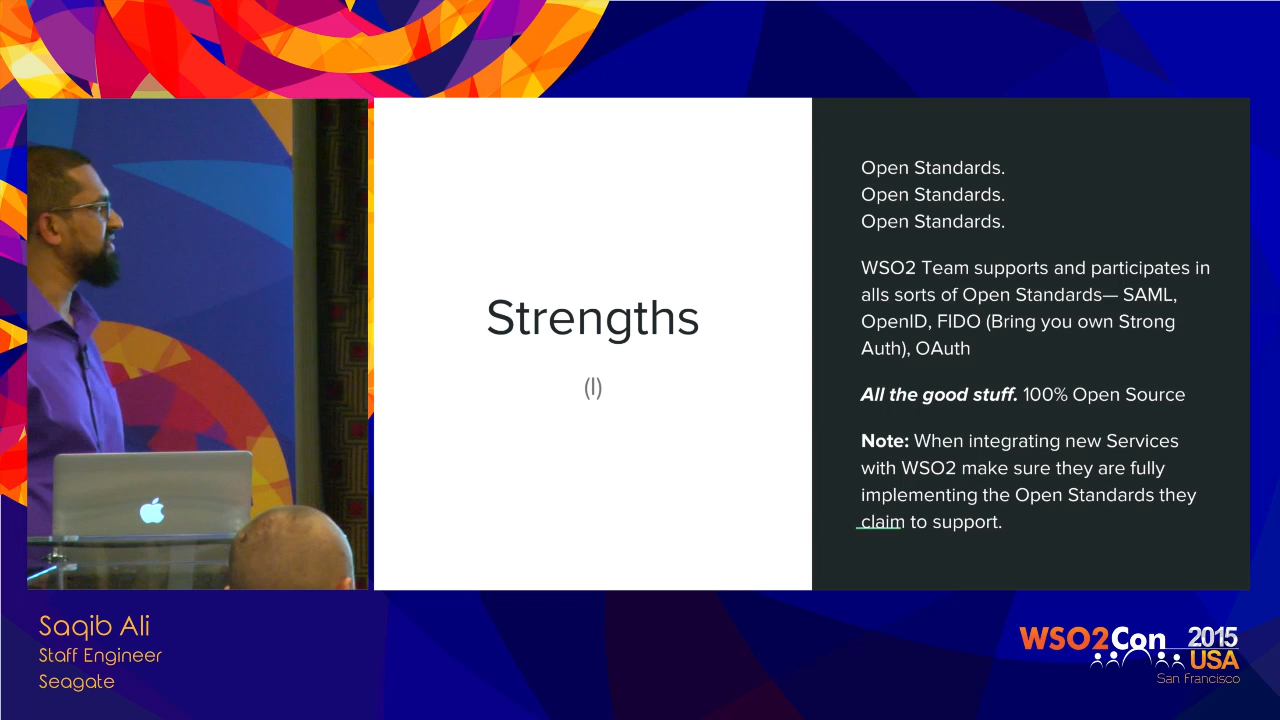 Strengths
(I)
Open Standards.
Open Standards.
Open Standards.
WSO2 Team supports and participates in
alls sorts of Open Standards— SAML,
OpenID, FIDO (Bring you own Strong
Auth), OAuth
All the good stuff. 100% Open Source
Note: When integrating new Services
with WSO2 make sure they are fully
implementing the Open Standards they
claim to support.
Saqib Ali
Staff Engineer
Seagate
WSO2Con 2015
USA
San Francisco